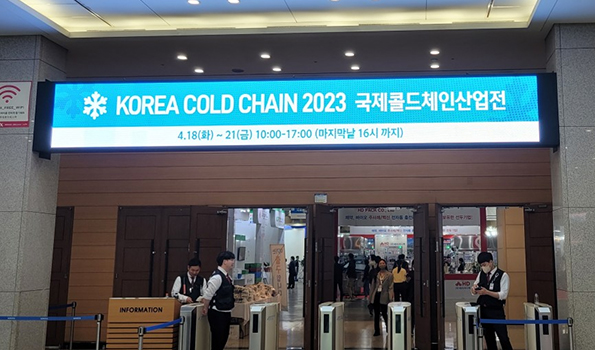 KOREA COLD CHAIN 2023 국제콜드체인산업전
4.18(화) ~ 21(금) 10:00-17:00 (마지막날 16시 까지)
INFORMATION